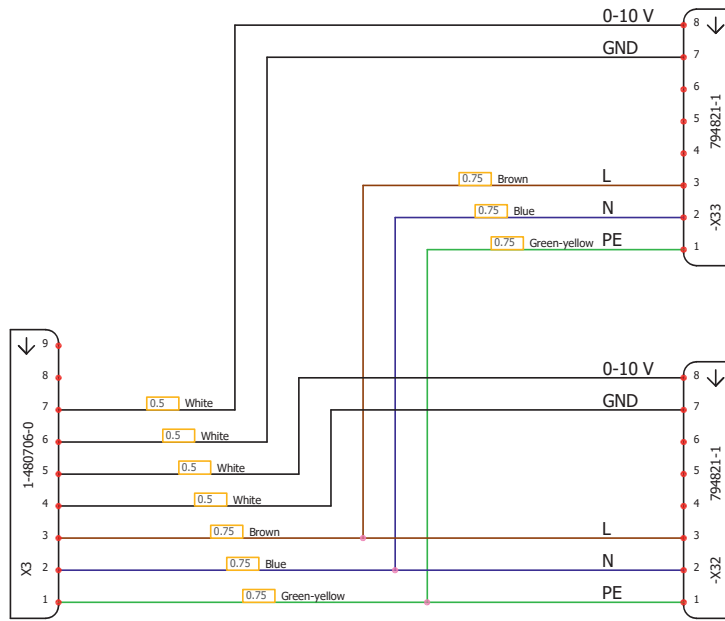 0-10 V
8
GND
7
6
5
4
794821-1
0.75 Brown L
3
0.75 Blue N
2
-X33
0.75 Green-yellow PE
1
9
8
0-10 V
8
7
0.5 White
GND
7
6
0.5 White
6
5
0.5 White
5
4
0.5 White
4
1-480706-0
794821-1
3
0.75 Brown
L
3
X3
2
0.75 Blue
N
2
-X32
1
0.75 Green-yellow
PE
1